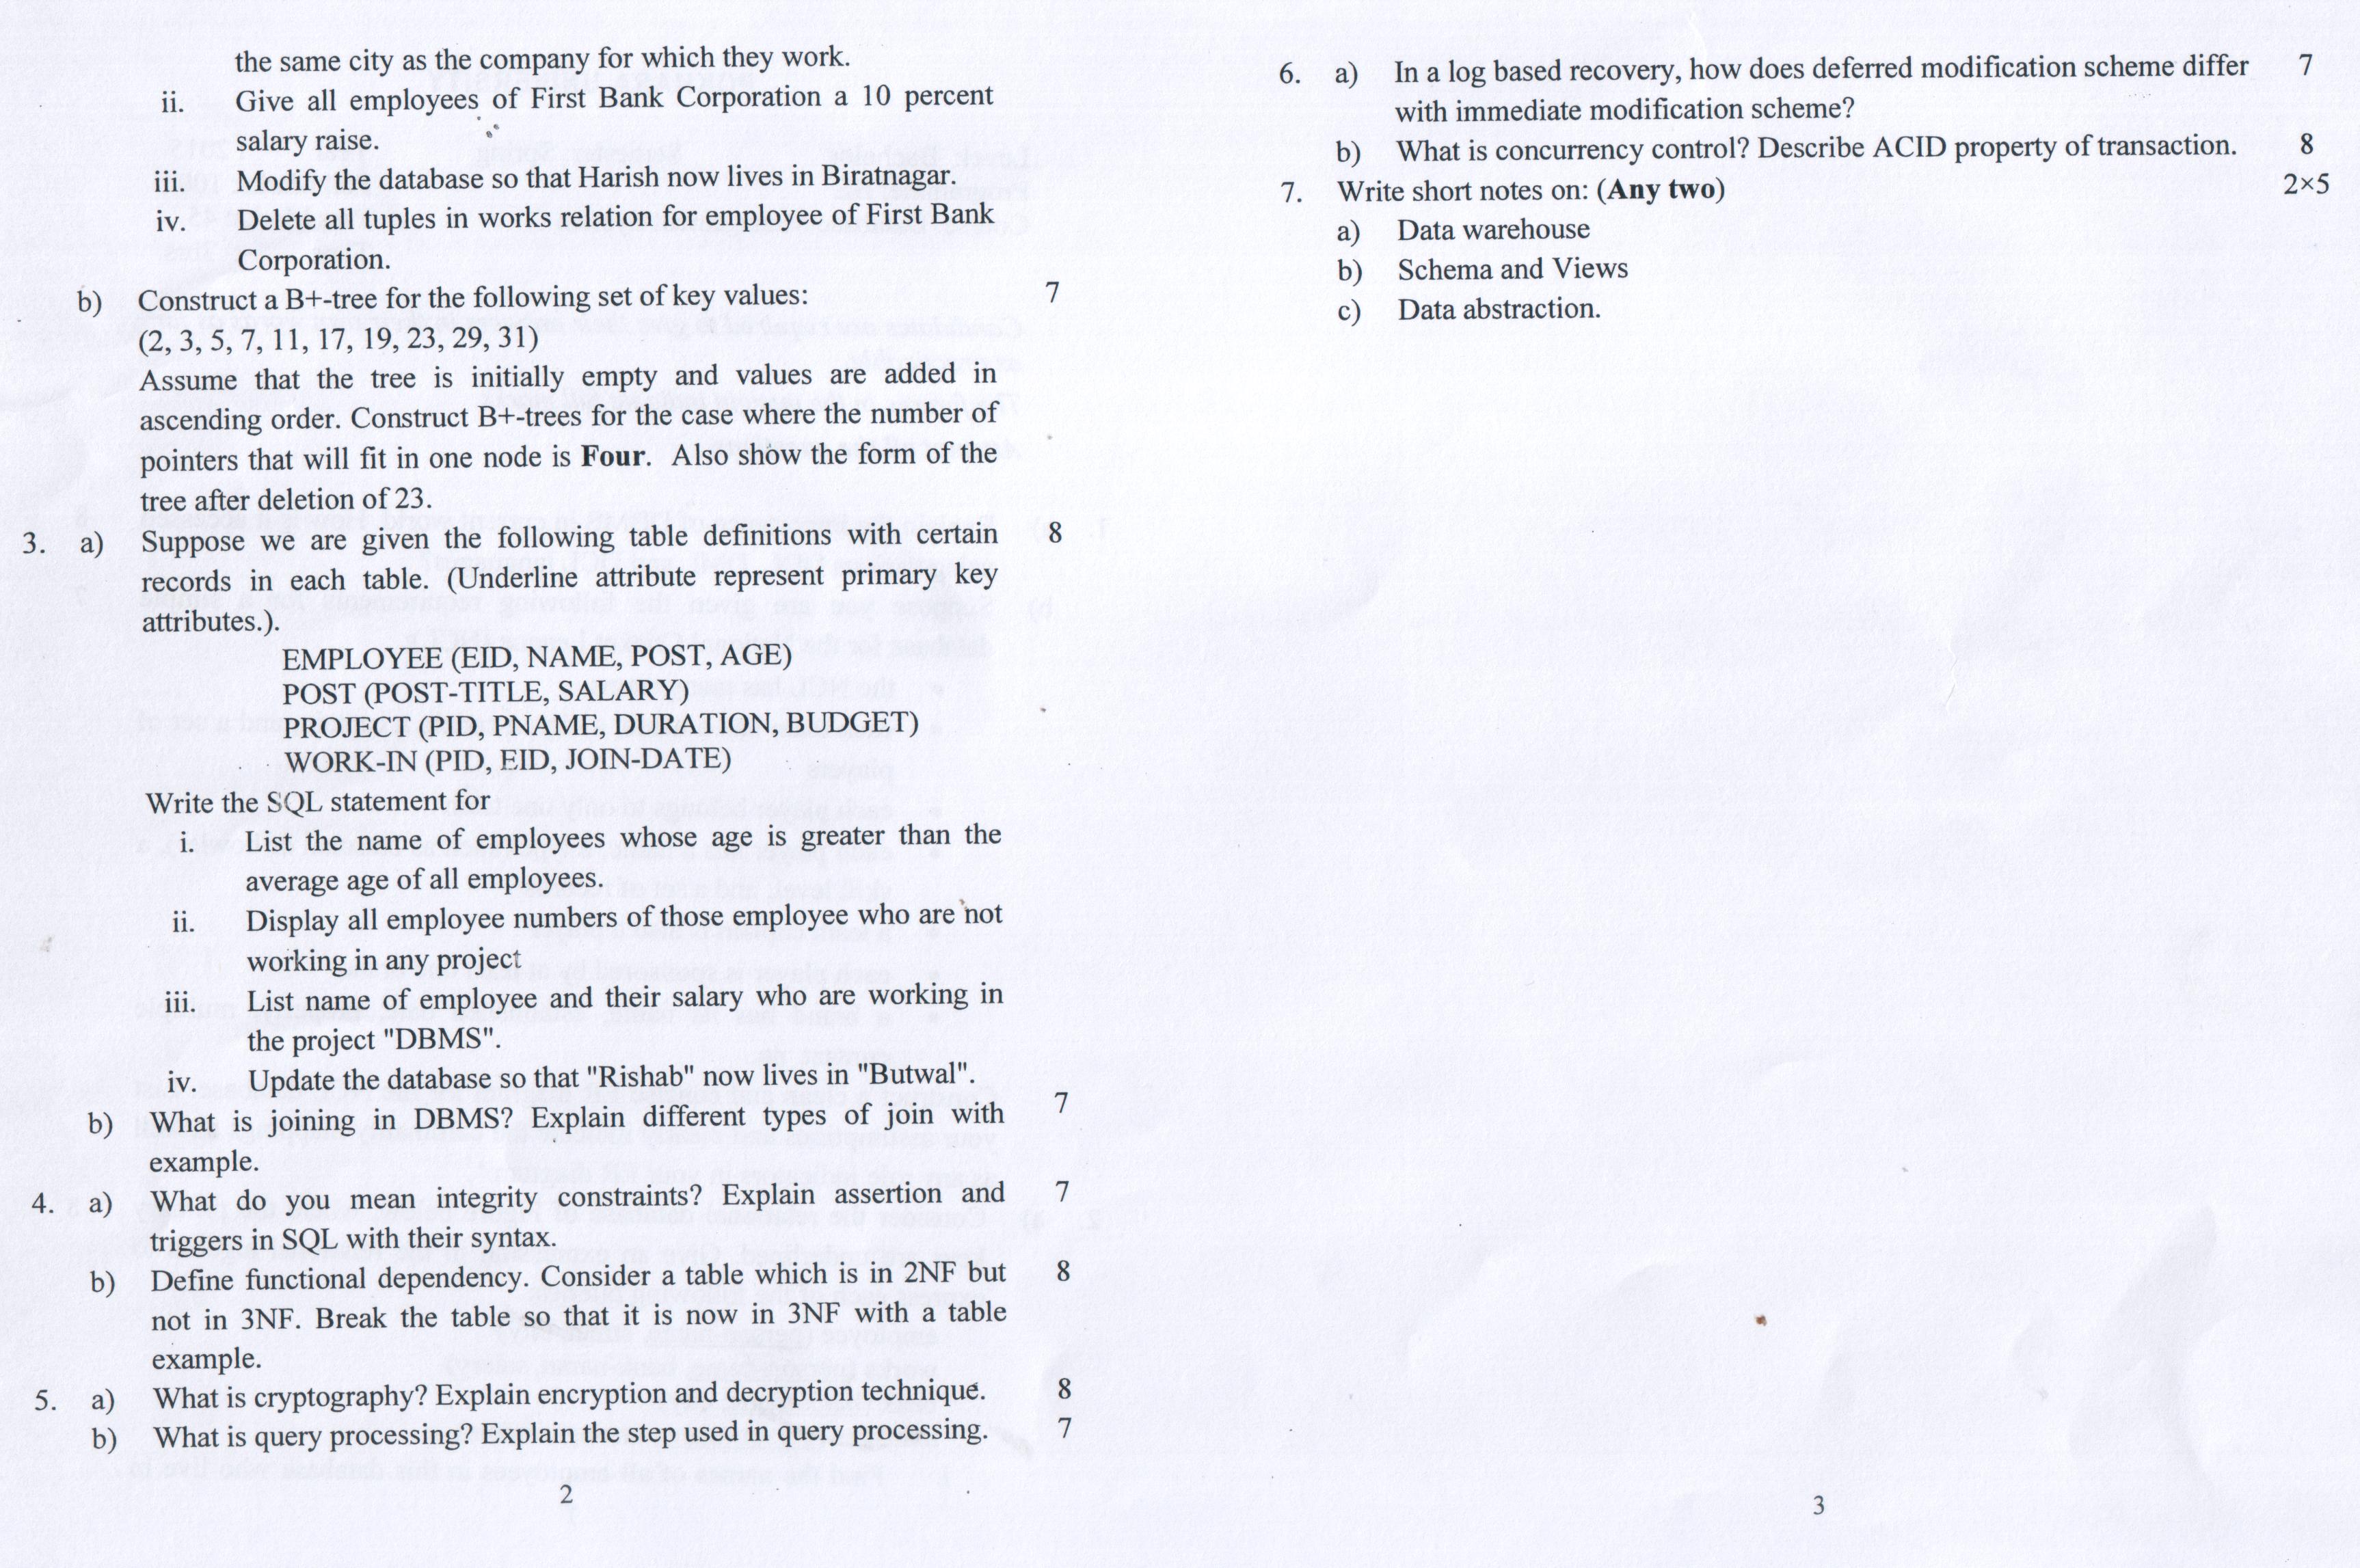 the same city as the company for which they work.
ii. Give all employees of First Bank Corporation a 10 percent
salary raise.
iii. Modify the database so that Harish now lives in Biratnagar.
iv. Delete all tuples in works relation for employee of First Bank
Corporation.
b) Construct a B+-tree for the following set of key values: 7
(2, 3, 5, 7, 11, 17, 19, 23, 29, 31)
Assume that the tree is initially empty and values are added in
ascending order. Construct B+-trees for the case where the number of
pointers that will fit in one node is Four. Also show the form of the
tree after deletion of 23.
3. a) Suppose we are given the following table definitions with certain 8
records in each table. (Underline attribute represent primary key
attributes.).
EMPLOYEE (EID, NAME, POST, AGE)
POST (POST-TITLE, SALARY)
PROJECT (PID, PNAME, DURATION, BUDGET)
WORK-IN (PID, EID, JOIN-DATE)
Write the SQL statement for
i. List the name of employees whose age is greater than the
average age of all employees.
ii. Display all employee numbers of those employee who are not
working in any project
iii. List name of employee and their salary who are working in
the project "DBMS".
iv. Update the database so that "Rishab" now lives in "Butwal".
b) What is joining in DBMS? Explain different types of join with 7
example.
4. a) What do you mean integrity constraints? Explain assertion and 7
triggers in SQL with their syntax.
b) Define functional dependency. Consider a table which is in 2NF but 8
not in 3NF. Break the table so that it is now in 3NF with a table
example.
5. a) What is cryptography? Explain encryption and decryption technique. 8
b) What is query processing? Explain the step used in query processing. 7
2
6. a) In a log based recovery, how does deferred modification scheme differ 7
with immediate modification scheme?
b) What is concurrency control? Describe ACID property of transaction. 8
7. Write short notes on: (Any two) 2×5
a) Data warehouse
b) Schema and Views
c) Data abstraction.
3